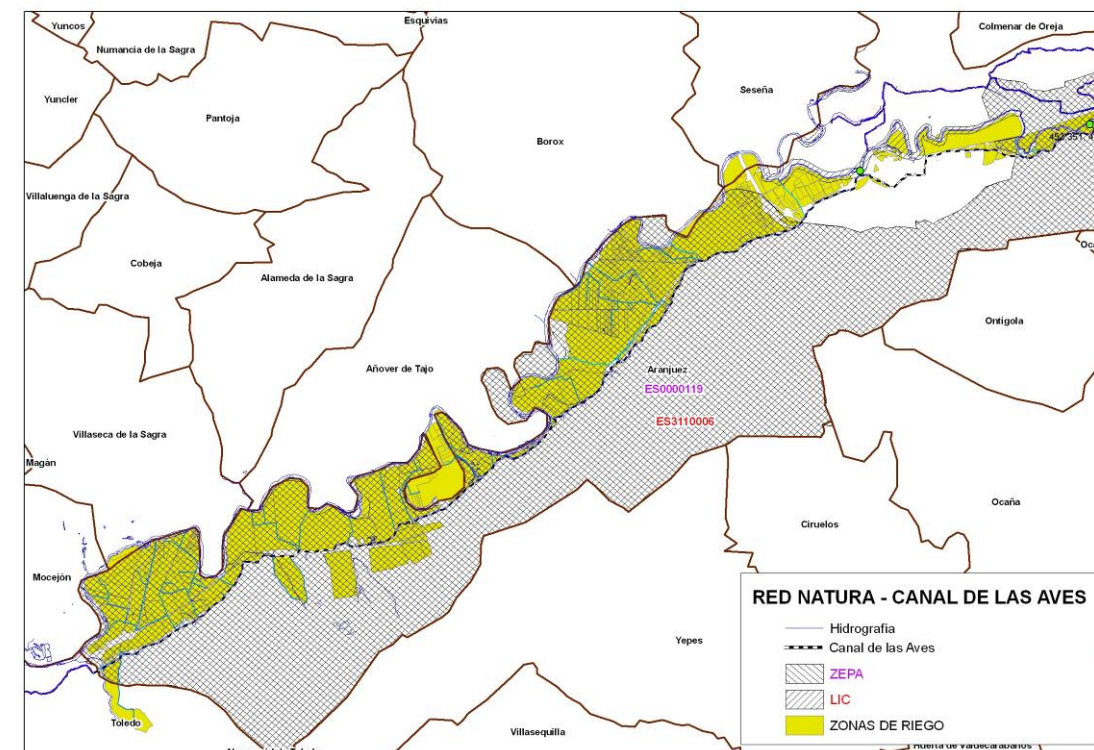 Yuncos
Esquivias
Colmenar de Oreja
Numancia de la Sagra
Seseña
Yuncler
Pantoja
Borox
Villaluenga de la Sagra
Cobeja
Alameda de la Sagra
Ontígola
Añover de Tajo
Aranjuez
ES0000119
ES3110006
Villaseca de la Sagra
Magán
Ocaña
Ciruelos
Mocejón
Yepes
Toledo
Villasequilla
RED NATURA - CANAL DE LAS AVES
Hidrografia
Canal de las Aves
ZEPA
LIC
ZONAS DE RIEGO